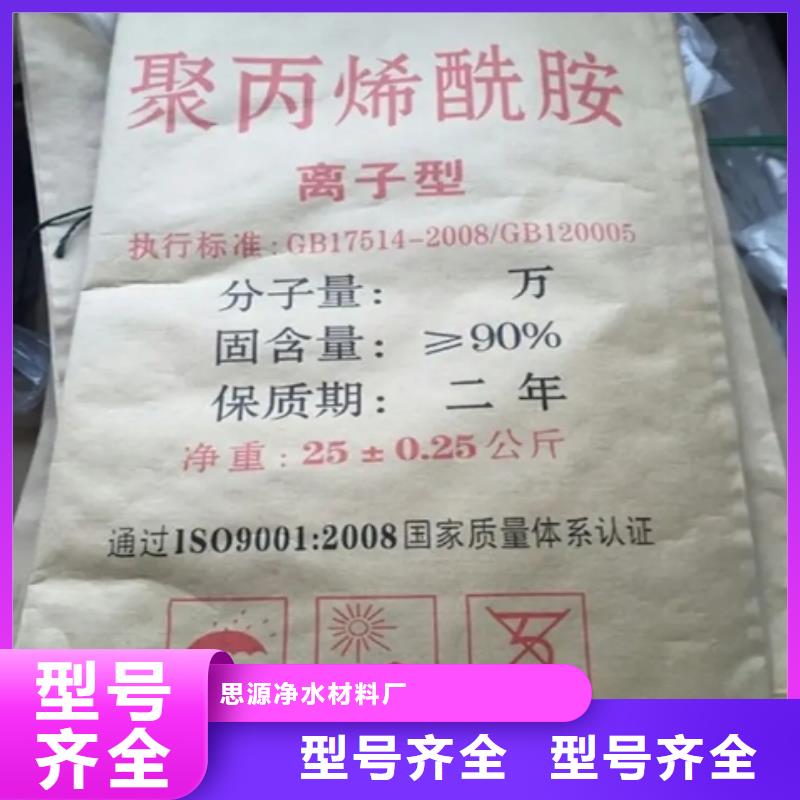 聚丙烯酰胺
离子型
执行标准:GB17514-2008/GB120005
分子量: 万
固含量: ≥90%
保质期: 二年
净重:25±0.25公斤
通过ISO9001:2008国家质量体系认证
型号
齐全
思源净水材料厂
型号齐全 型号齐全